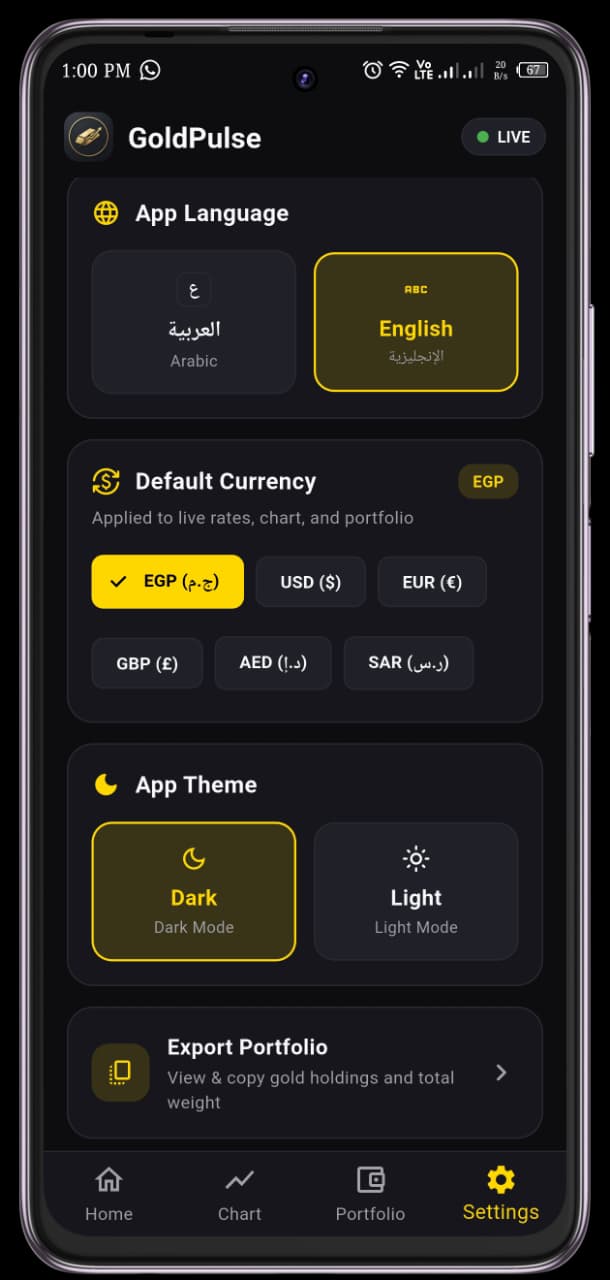 1:00 PM
Vo
LTE
20
B/s
67
GoldPulse
LIVE
App Language
ع
العربية
Arabic
ABC
English
الإنجليزية
Default Currency
EGP
Applied to live rates, chart, and portfolio
EGP (ج.م)
USD ($)
EUR (€)
GBP (£)
AED (د.إ)
SAR (ر.س)
App Theme
Dark
Dark Mode
Light
Light Mode
Export Portfolio
View & copy gold holdings and total
weight
Home
Chart
Portfolio
Settings